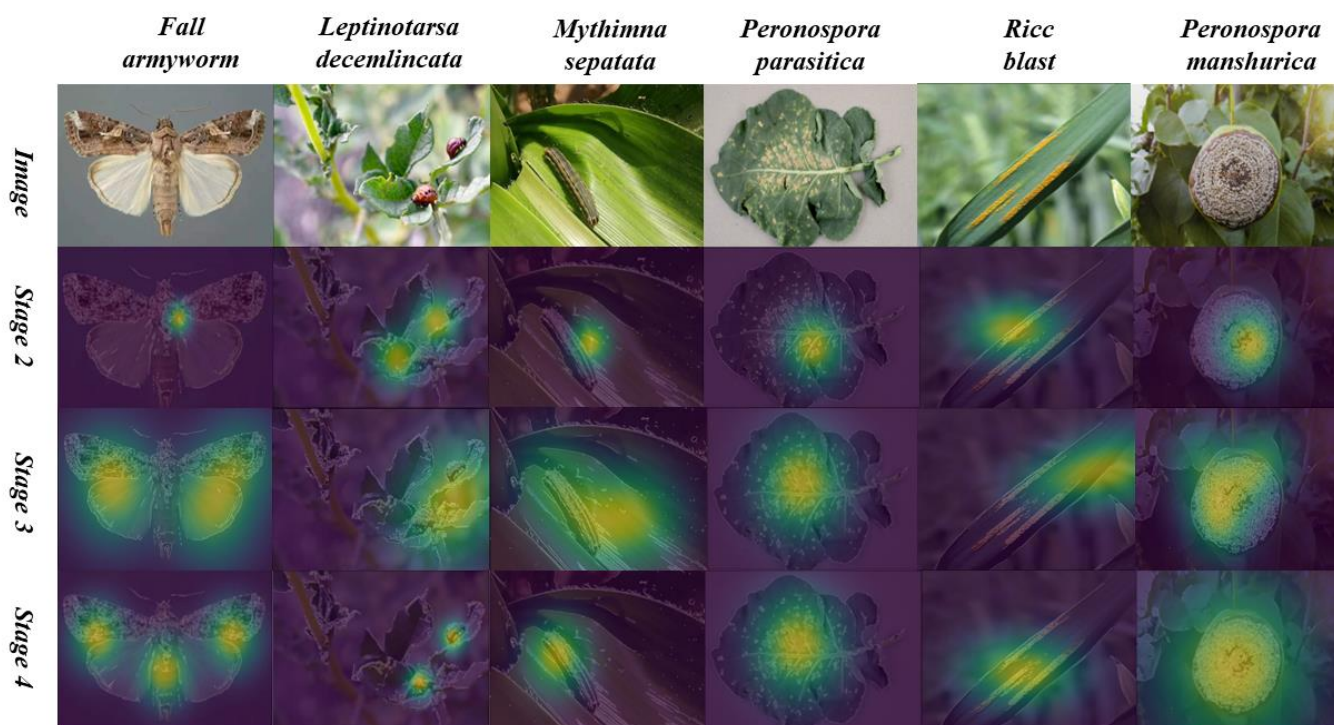 Fall
armyworm
Leptinotarsa
decemlincata
Mythimna
sepatata
Peronospora
parasitica
Ricc
blast
Peronospora
manshurica
Image
Stage 2
Stage 3
Stage 4